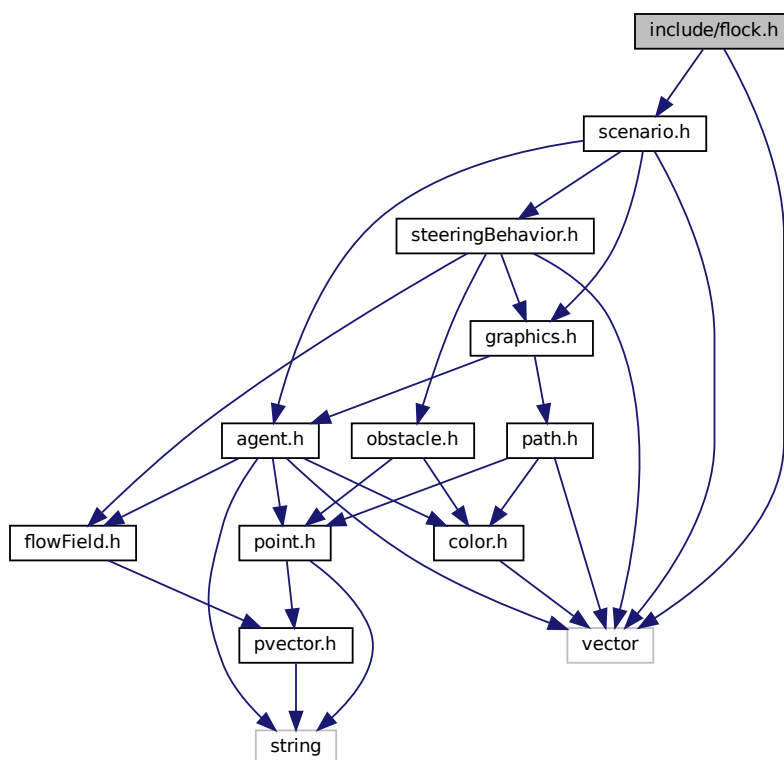 include/flock.h
scenario.h
steeringBehavior.h
graphics.h
agent.h
obstacle.h
path.h
flowField.h
point.h
color.h
pvector.h
vector
string